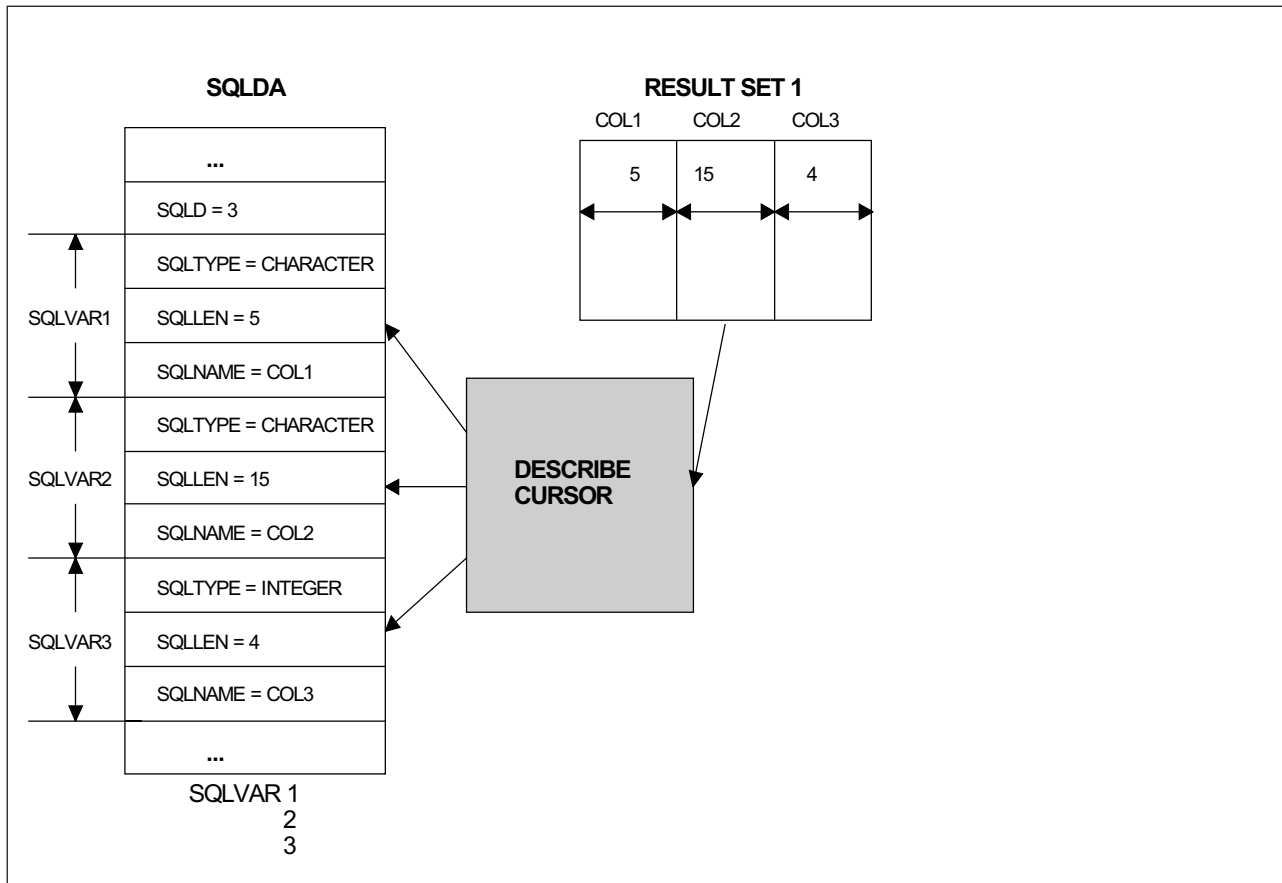 SQLDA
...
SQLD = 3
SQLVAR1
SQLTYPE = CHARACTER
SQLLEN = 5
SQLNAME = COL1
SQLVAR2
SQLTYPE = CHARACTER
SQLLEN = 15
SQLNAME = COL2
SQLVAR3
SQLTYPE = INTEGER
SQLLEN = 4
SQLNAME = COL3
...
SQLVAR 1
2
3
RESULT SET 1
COL1 COL2 COL3
5 15 4
DESCRIBE
CURSOR